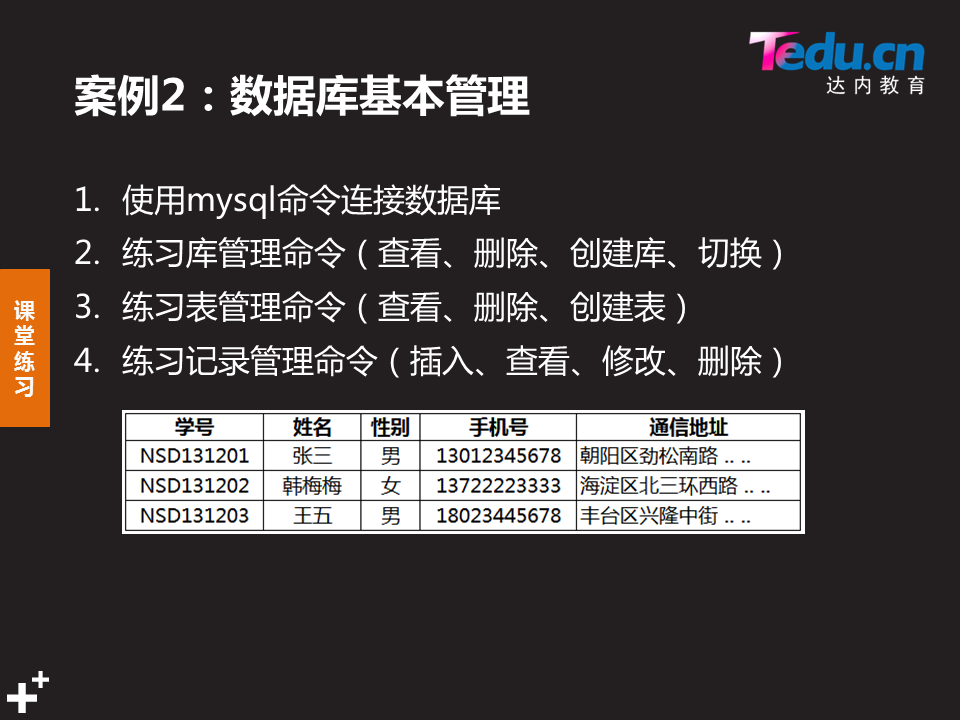 Tedu.cn
达内教育
案例2：数据库基本管理
1. 使用mysql命令连接数据库
2. 练习库管理命令（查看、删除、创建库、切换）
3. 练习表管理命令（查看、删除、创建表）
4. 练习记录管理命令（插入、查看、修改、删除）
课堂练习
学号 姓名 性别 手机号 通信地址
NSD131201 张三 男 13012345678 朝阳区劲松南路 .. ..
NSD131202 韩梅梅 女 13722223333 海淀区北三环西路 .. ..
NSD131203 王五 男 18023445678 丰台区兴隆中街 .. ..